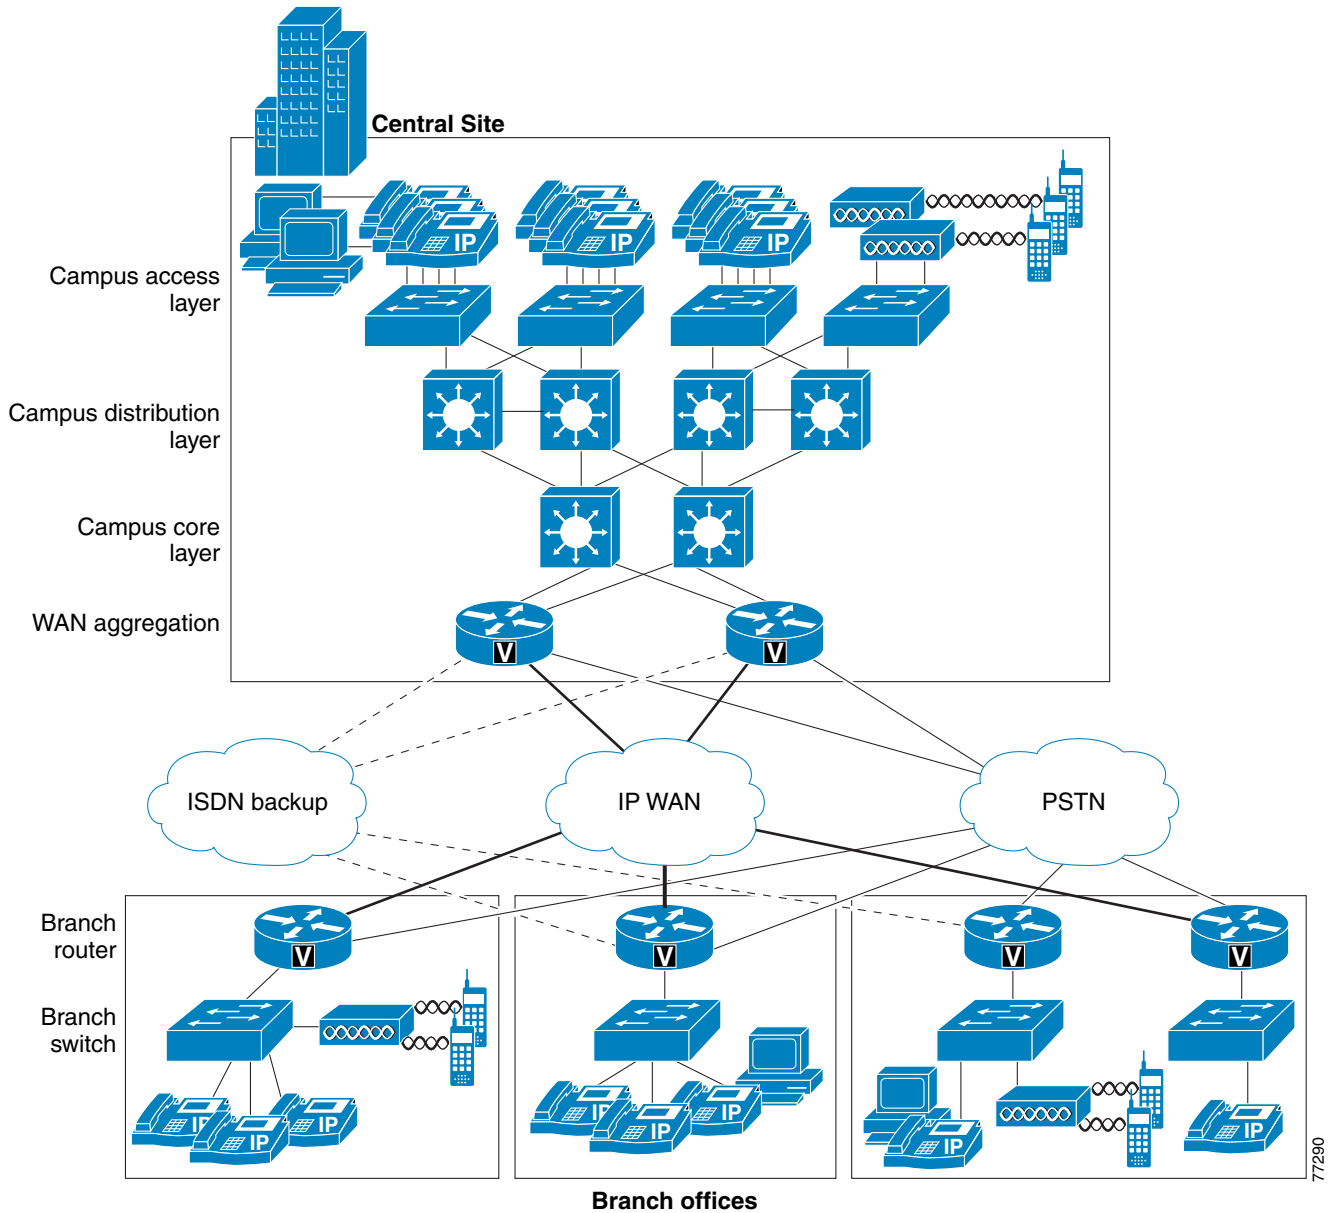 Central Site
IP
IP
IP
Campus access
layer
Campus distribution
layer
Campus core
layer
WAN aggregation
V
V
ISDN backup
IP WAN
PSTN
Branch
router
V
V
V
V
Branch
switch
IP
IP
IP
IP
IP
IP
IP
IP
77290
Branch offices